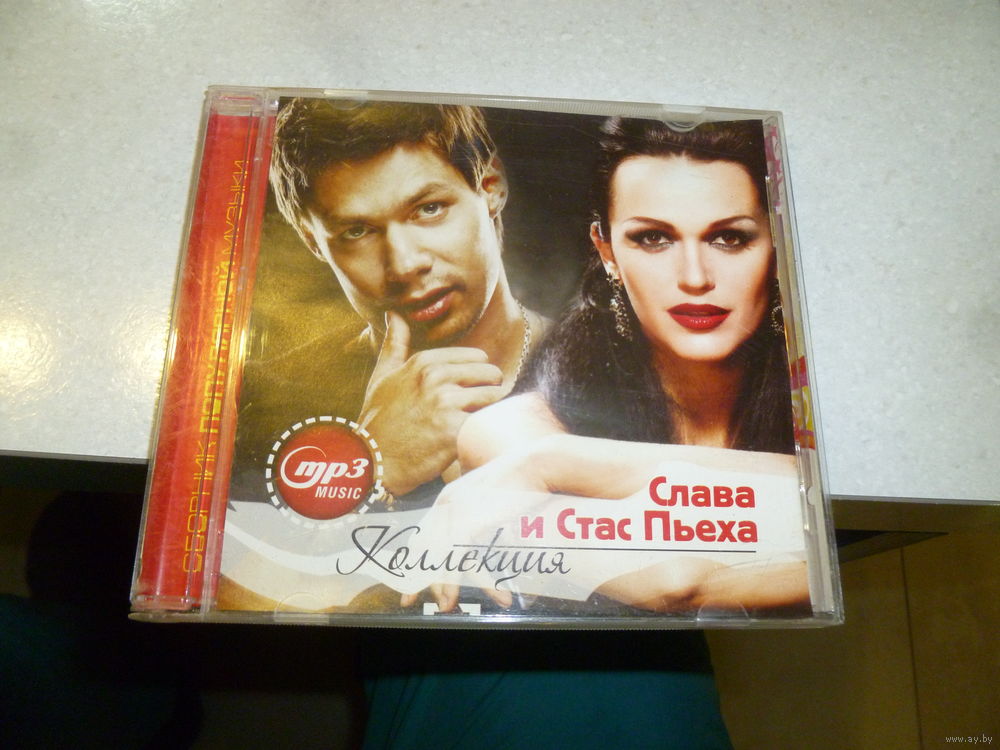 СБОРНИК ПОПУЛЯРНОЙ МУЗЫКИ
mp3
MUSIC
Слава
и Стас Пьеха
Коллекция
www.ay.by